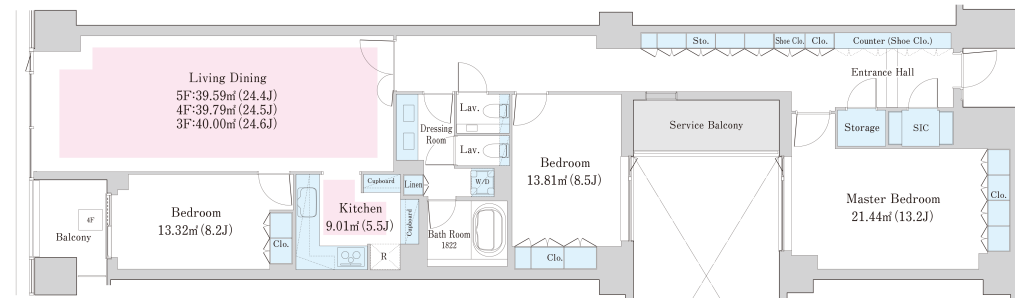 Living Dining
5F:39.59㎡(24.4J)
4F:39.79㎡(24.5J)
3F:40.00㎡(24.6J)
Sto.
Shoe Clo.
Clo.
Counter (Shoe Clo.)
Entrance Hall
Storage
SIC
Lav.
Lav.
Dressing
Room
Service Balcony
Bedroom
13.81㎡(8.5J)
Linen
W/D
Cupboard
Cupboard
Kitchen
9.01㎡(5.5J)
R
Bedroom
13.32㎡(8.2J)
Clo.
4F
Balcony
Bath Room
1822
Clo.
Master Bedroom
21.44㎡(13.2J)
Clo.